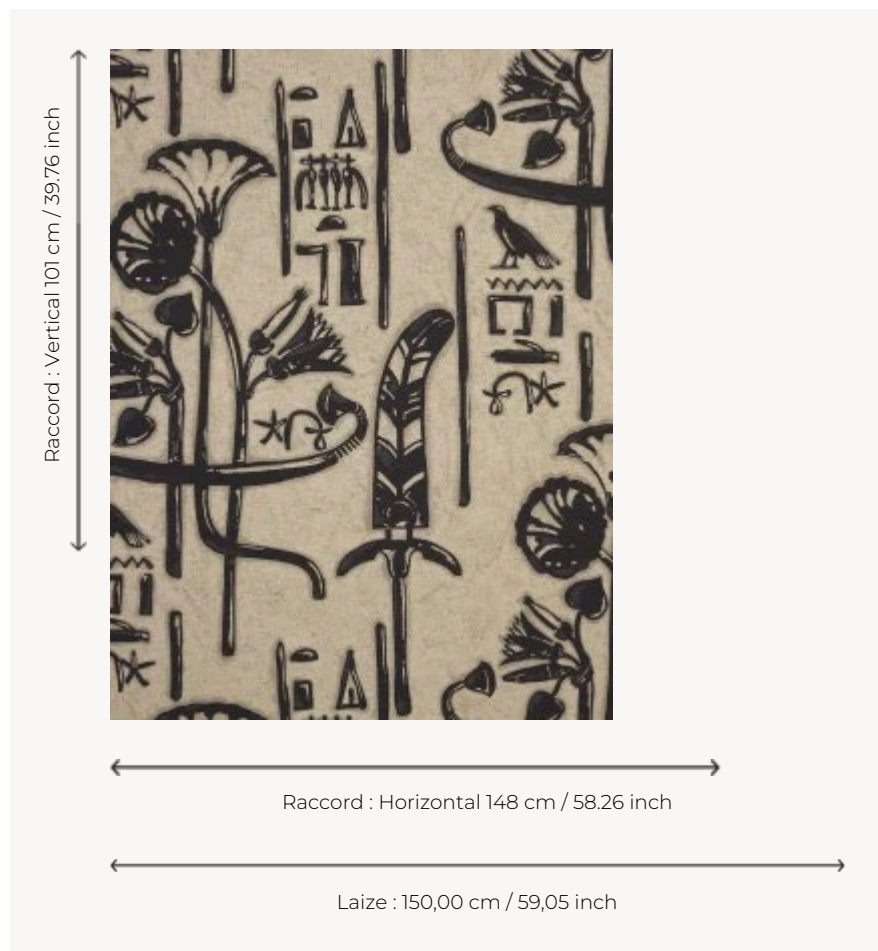 Raccord : Vertical 101 cm / 39.76 inch
Raccord : Horizontal 148 cm / 58.26 inch
Laize : 150,00 cm / 59,05 inch